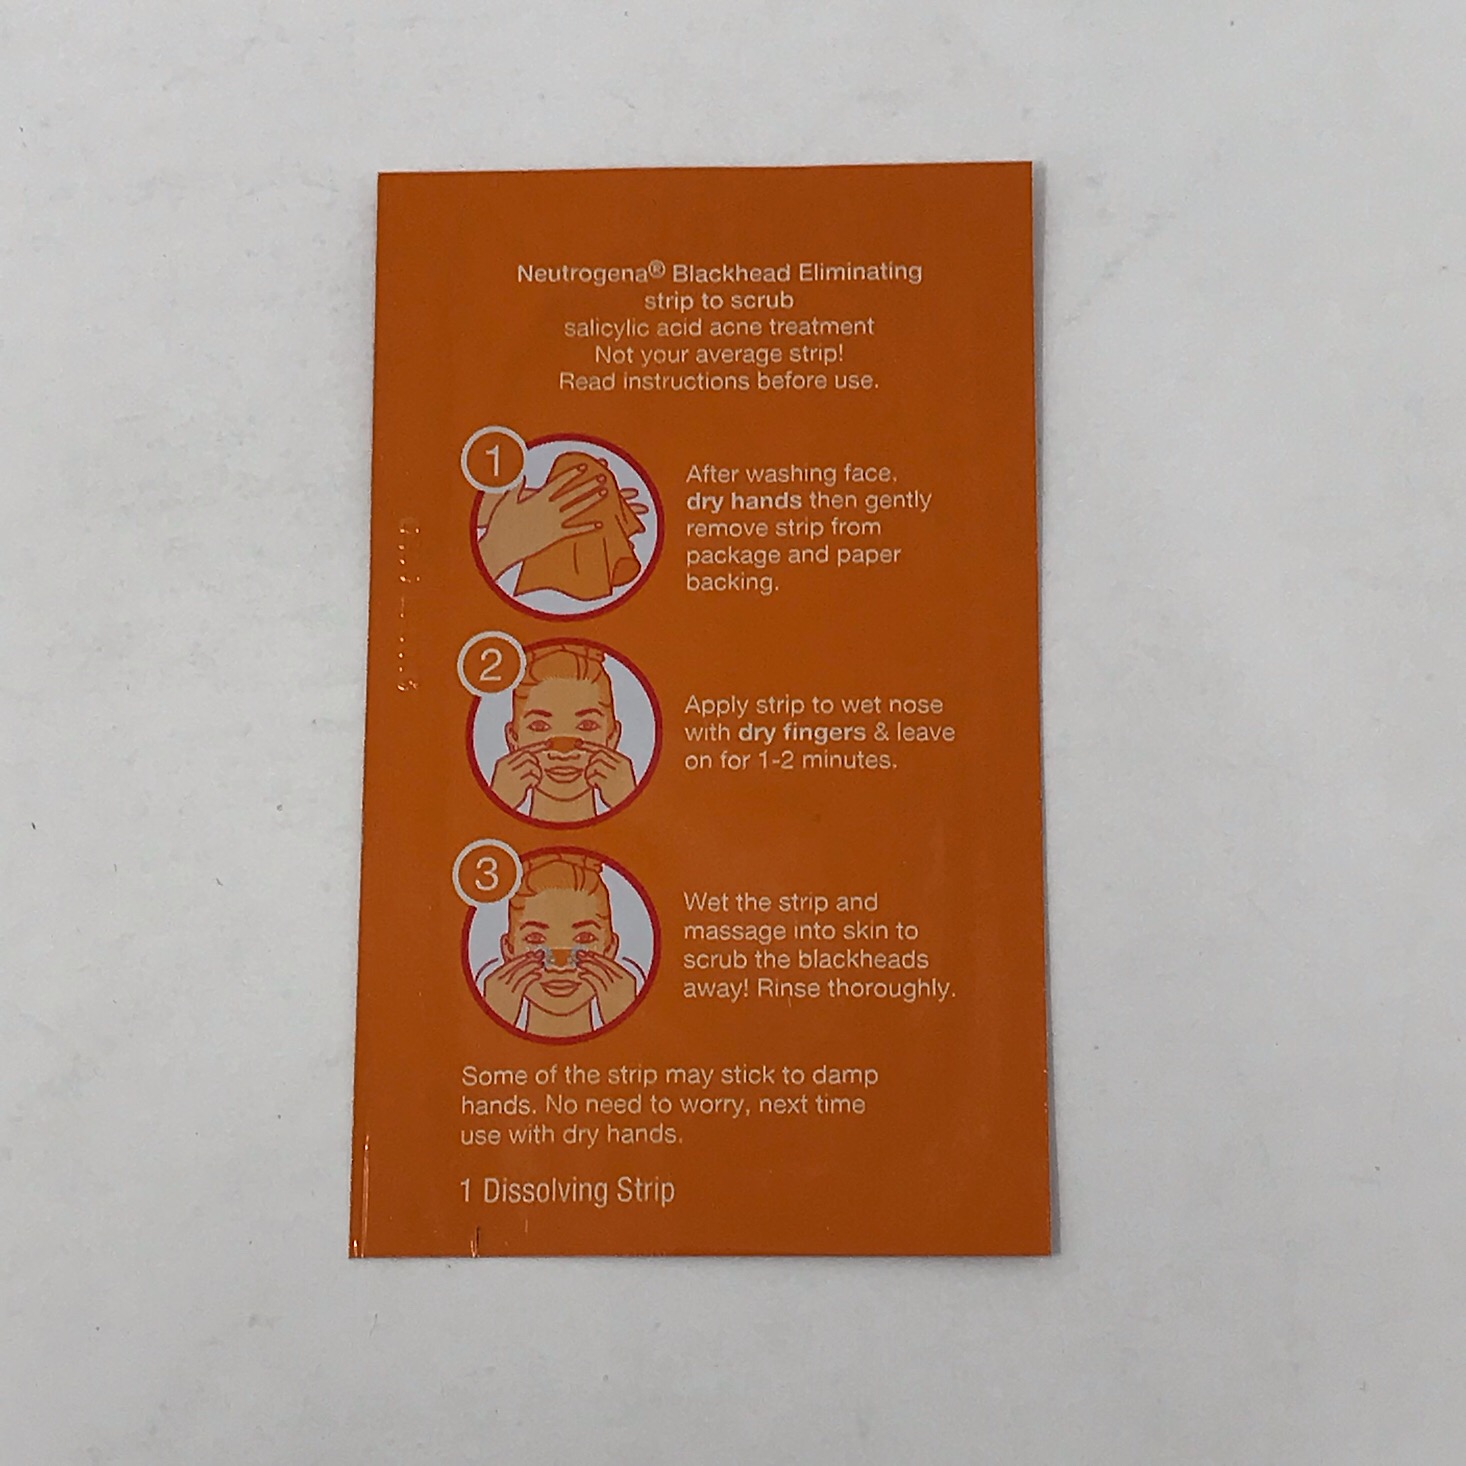 Neutrogena® Blackhead Eliminating
strip to scrub
salicylic acid acne treatment
Not your average strip!
Read instructions before use.
1
After washing face,
dry hands then gently
remove strip from
package and paper
backing.
2
Apply strip to wet nose
with dry fingers & leave
on for 1-2 minutes.
3
Wet the strip and
massage into skin to
scrub the blackheads
away! Rinse thoroughly.
Some of the strip may stick to damp
hands. No need to worry, next time
use with dry hands.
1 Dissolving Strip